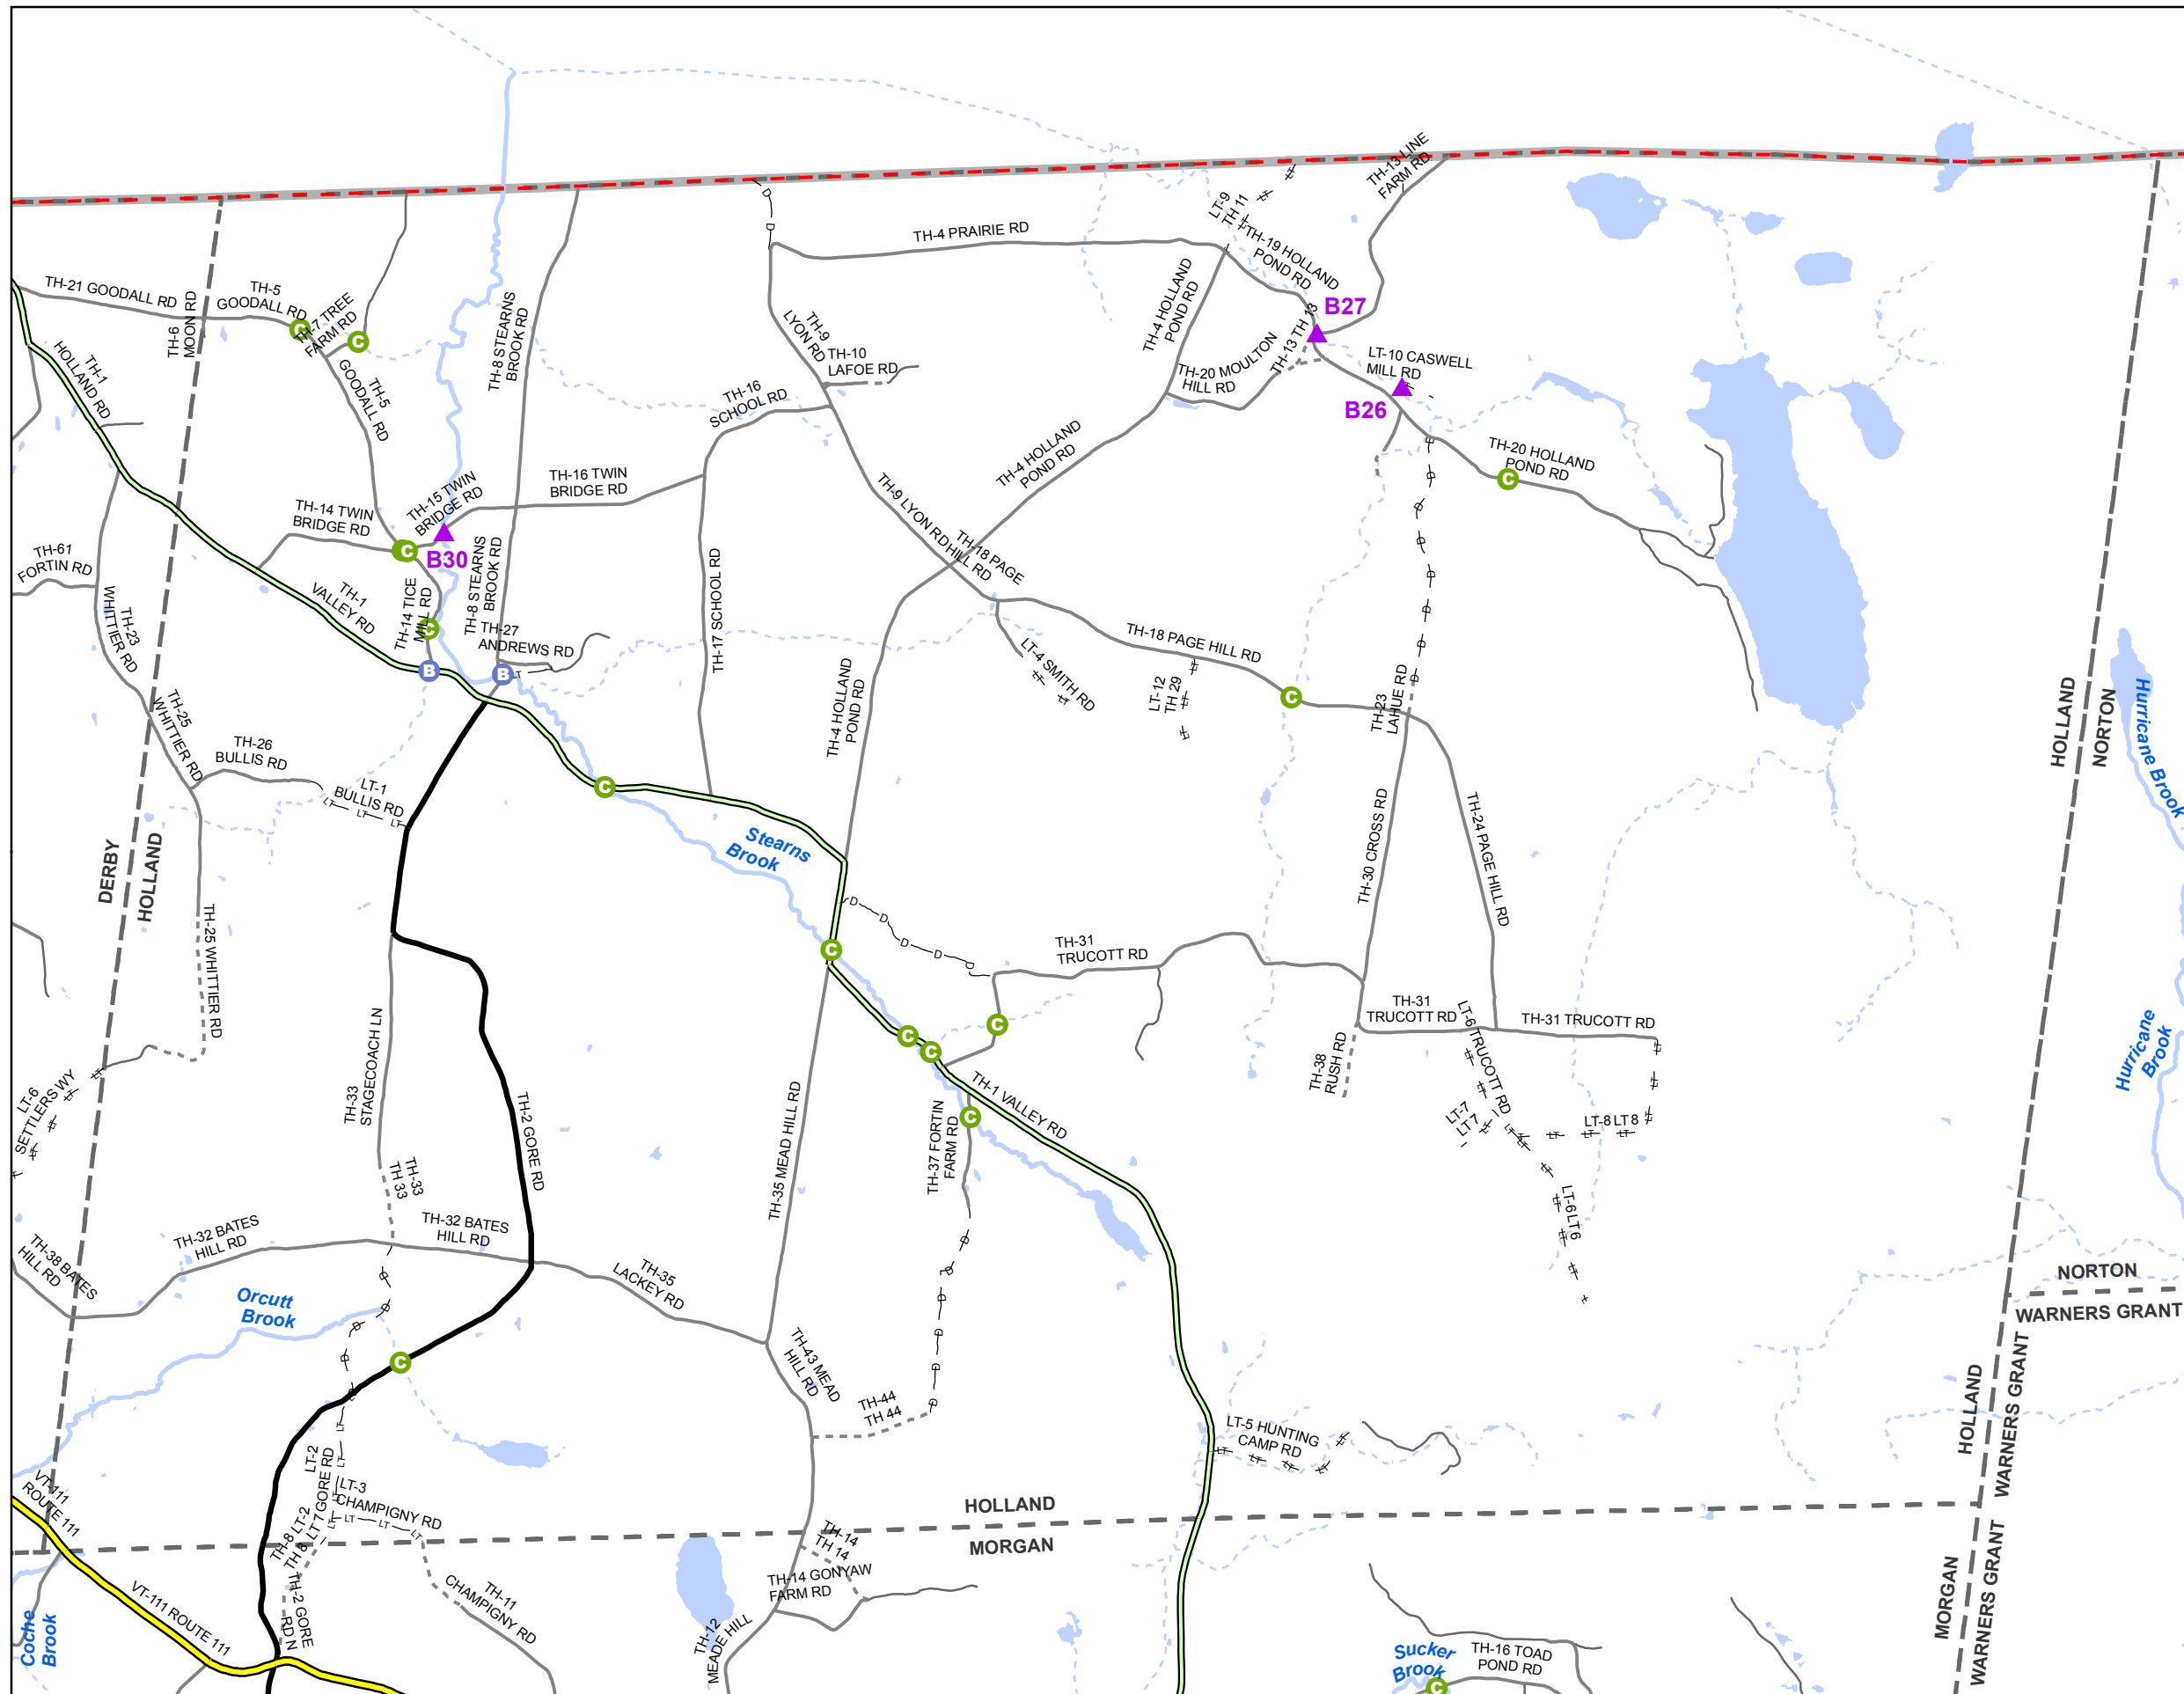 TH-13 LINE
FARM RD
LT-9
TH 11
TH-19 HOLLAND
POND RD
TH-4 PRAIRIE RD
TH-21 GOODALL RD
TH-5
GOODALL RD
TH-6
MOON RD
TH-7 TREE
FARM RD
C
C
TH-8 STEARNS
BROOK RD
TH-9
LYON RD
TH-10
LAFOE RD
TH-4 HOLLAND
POND RD
TH-20 MOULTON
HILL RD
TH-13 TH 13
B27
LT-10 CASWELL
MILL RD
B26
TH-1
HOLLAND RD
TH-5
GOODALL RD
TH-16
SCHOOL RD
TH-4 HOLLAND
POND RD
TH-20 HOLLAND
POND RD
C
TH-16 TWIN
BRIDGE RD
TH-15 TWIN
BRIDGE RD
TH-14 TWIN
BRIDGE RD
C
B30
TH-9 LYON RD
TH-18 PAGE
HILL RD
TH-61
FORTIN RD
TH-23
WHITTIER RD
TH-1
VALLEY RD
TH-14 TICE
MILL RD
C
TH-8 STEARNS
BROOK RD
TH-27
ANDREWS RD
B
B
LT
TH-17 SCHOOL RD
TH-18 PAGE HILL RD
LT-4 SMITH RD
LT-12
TH 29
C
TH-23
LAHUE RD
HOLLAND
NORTON
Hurricane Brook
TH-25
WHITTIER RD
TH-26
BULLIS RD
LT-1
BULLIS RD
LT LT LT
C
TH-4 HOLLAND
POND RD
Stearns
Brook
TH-30 CROSS RD
TH-24 PAGE HILL RD
DERBY
HOLLAND
TH-25 WHITTIER RD
D D D D D
C
TH-31
TRUCOTT RD
TH-31
TRUCOTT RD
TH-31 TRUCOTT RD
C
C
C
C
TH-38
RUSH RD
LT-6 TRUCOTT RD
LT-7
LT 7
LT-8 LT 8
LT-6 LT 6
Hurricane
Brook
LT-6
SETTLERS WY
TH-33
STAGECOACH LN
TH-2 GORE RD
TH-1 VALLEY RD
TH-37 FORTIN
FARM RD
TH-35 MEAD HILL RD
TH-33
TH 33
TH-32 BATES
HILL RD
TH-32 BATES
HILL RD
TH-38 BATES
HILL RD
TH-35
LACKEY RD
Orcutt
Brook
C
TH-43 MEAD
HILL RD
TH-44
TH 44
NORTON
WARNERS GRANT
HOLLAND
WARNERS GRANT
LT-5 HUNTING
CAMP RD
LT-2
GORE RD
LT-3
CHAMPIGNY RD
LT-2
LT 7
TH-8
TH 8
VT-111
ROUTE 111
HOLLAND
MORGAN
TH-14
TH 14
TH-14 GONYAW
FARM RD
VT-111 ROUTE 111
TH-2 GORE
RD N
TH-11
CHAMPIGNY RD
TH-12
MEADE HILL
Coche
Brook
MORGAN
WARNERS GRANT
Sucker
Brook
TH-16 TOAD
POND RD
C